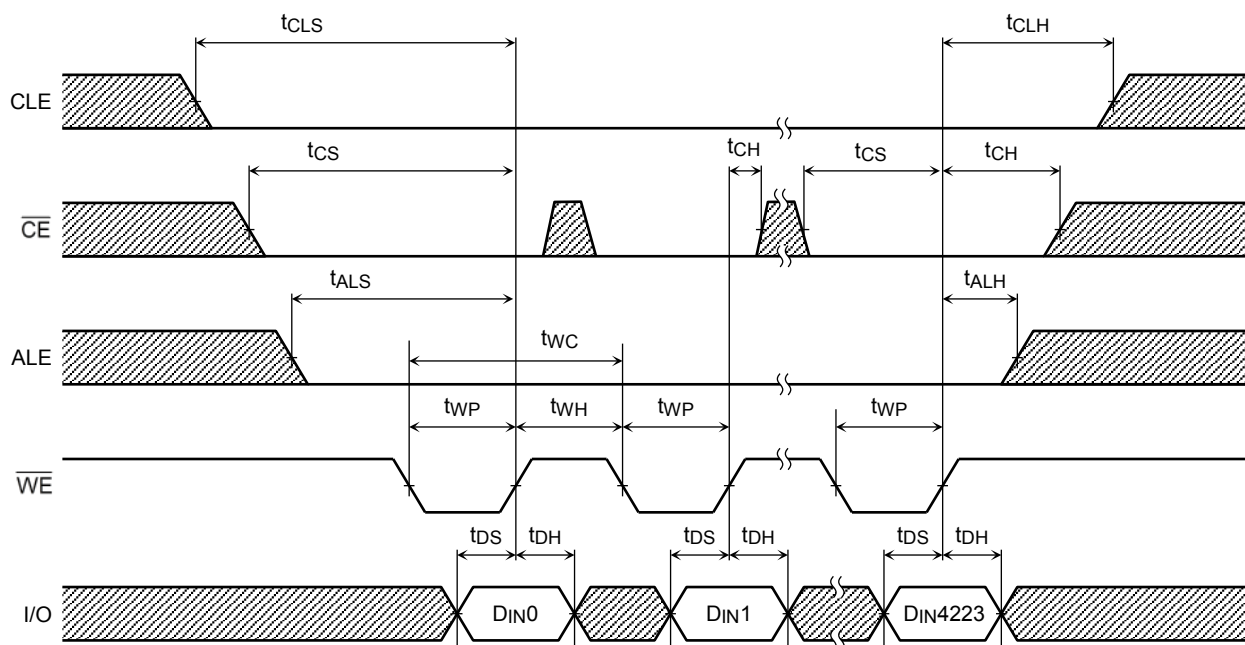 tCLS tCLH
CLE
tCS tCH tCS tCH
CE
tALS tALH
ALE
tWC
tWP tWH tWP tWP
WE
tDS tDH tDS tDH tDS tDH
I/O DIN0 DIN1 DIN4223